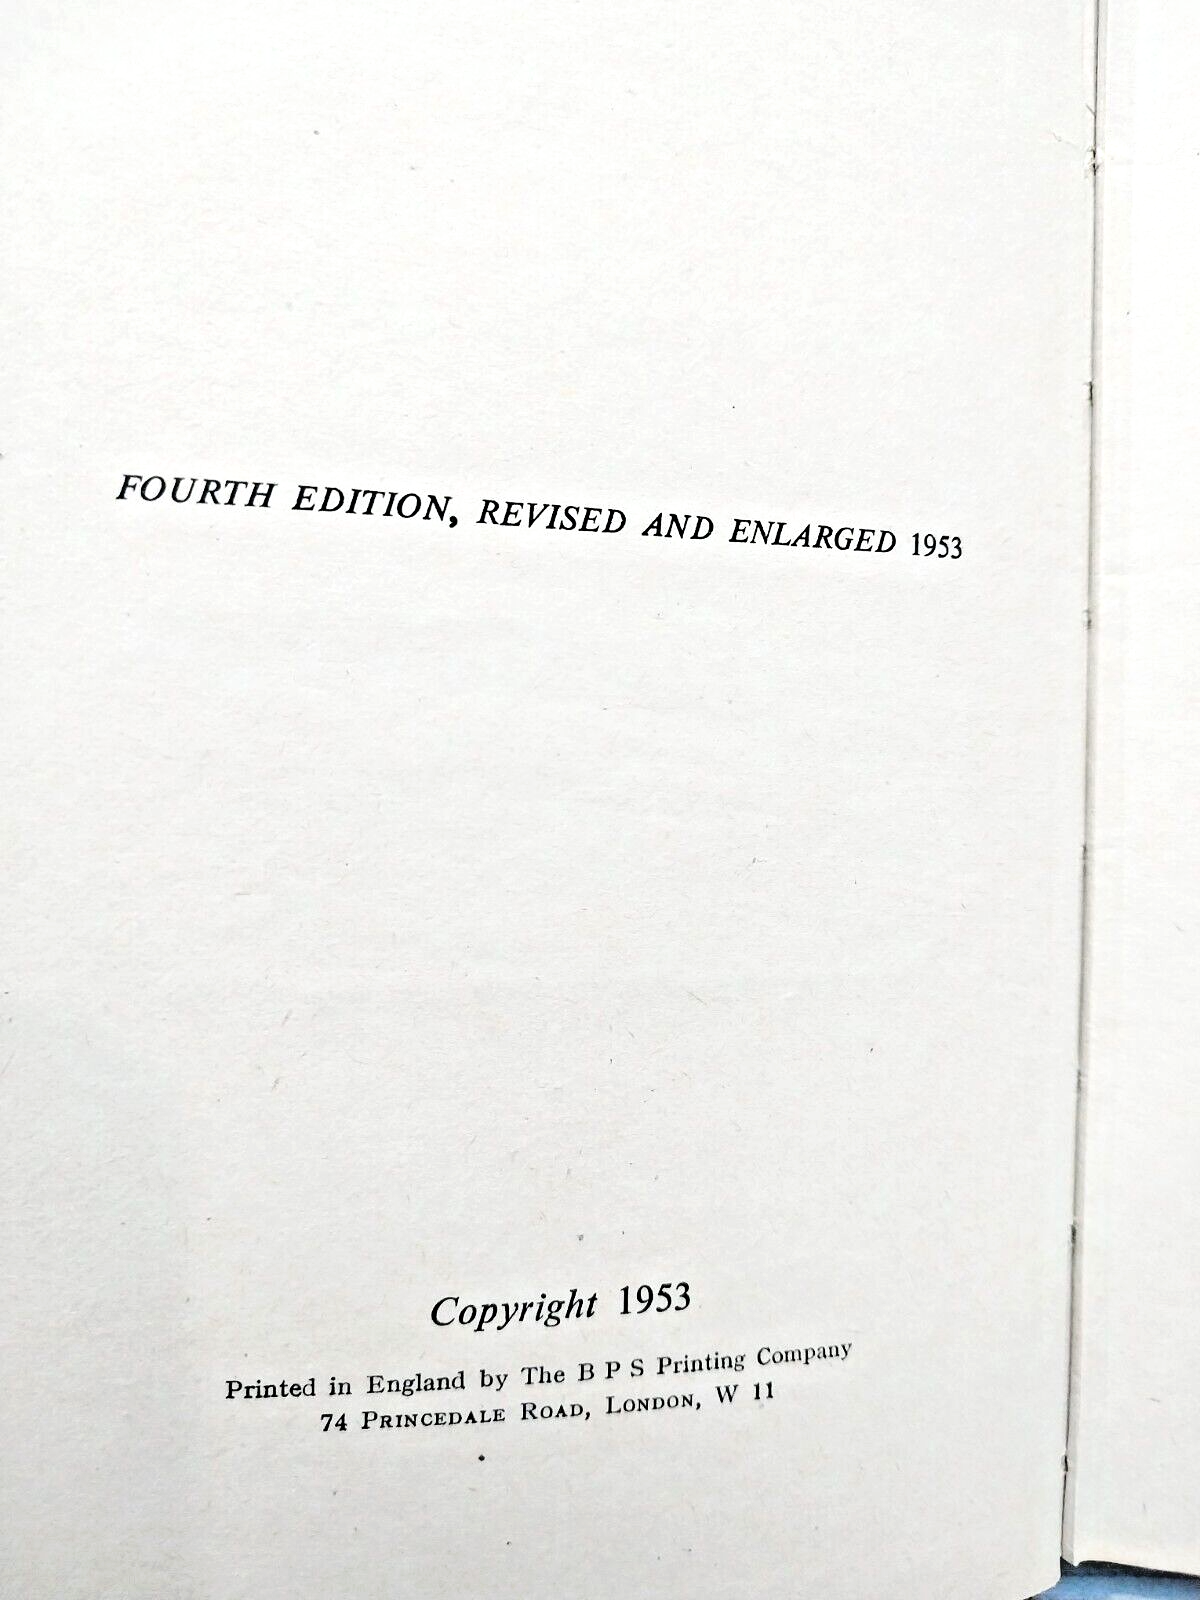 FOURTH EDITION, REVISED AND ENLARGED 1953
Copyright 1953
Printed in England by The B P S Printing Company
74 PRINCEDALE ROAD, LONDON, W 11